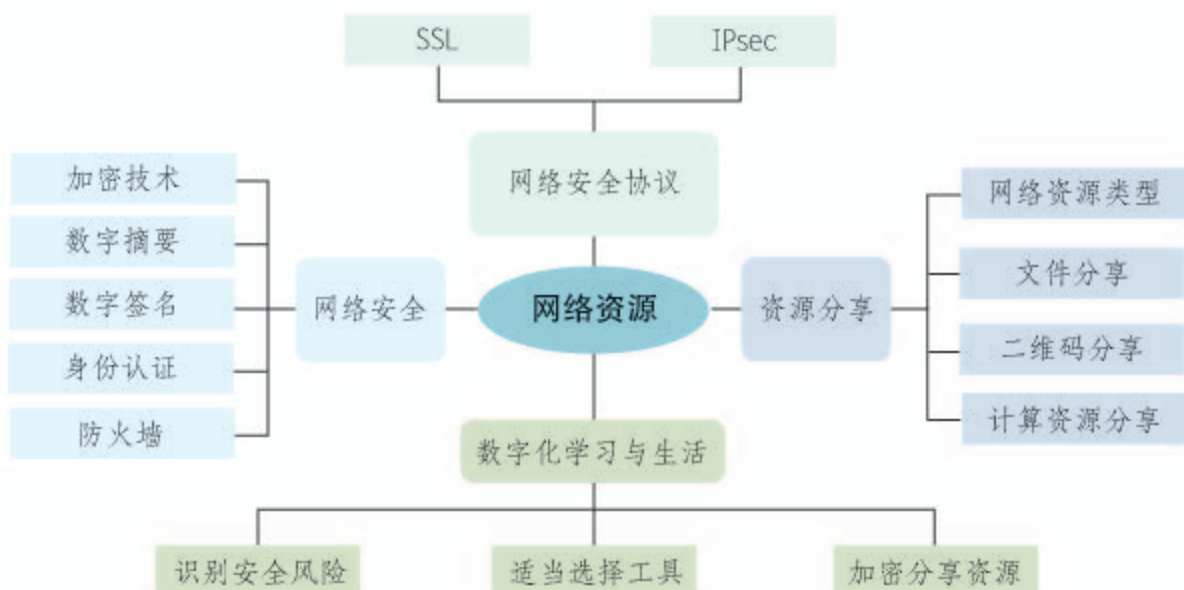 SSL
IPsec
网络安全协议
加密技术
数字摘要
数字签名
身份认证
防火墙
网络安全
网络资源
资源分享
网络资源类型
文件分享
二维码分享
计算资源分享
数字化学习与生活
识别安全风险
适当选择工具
加密分享资源